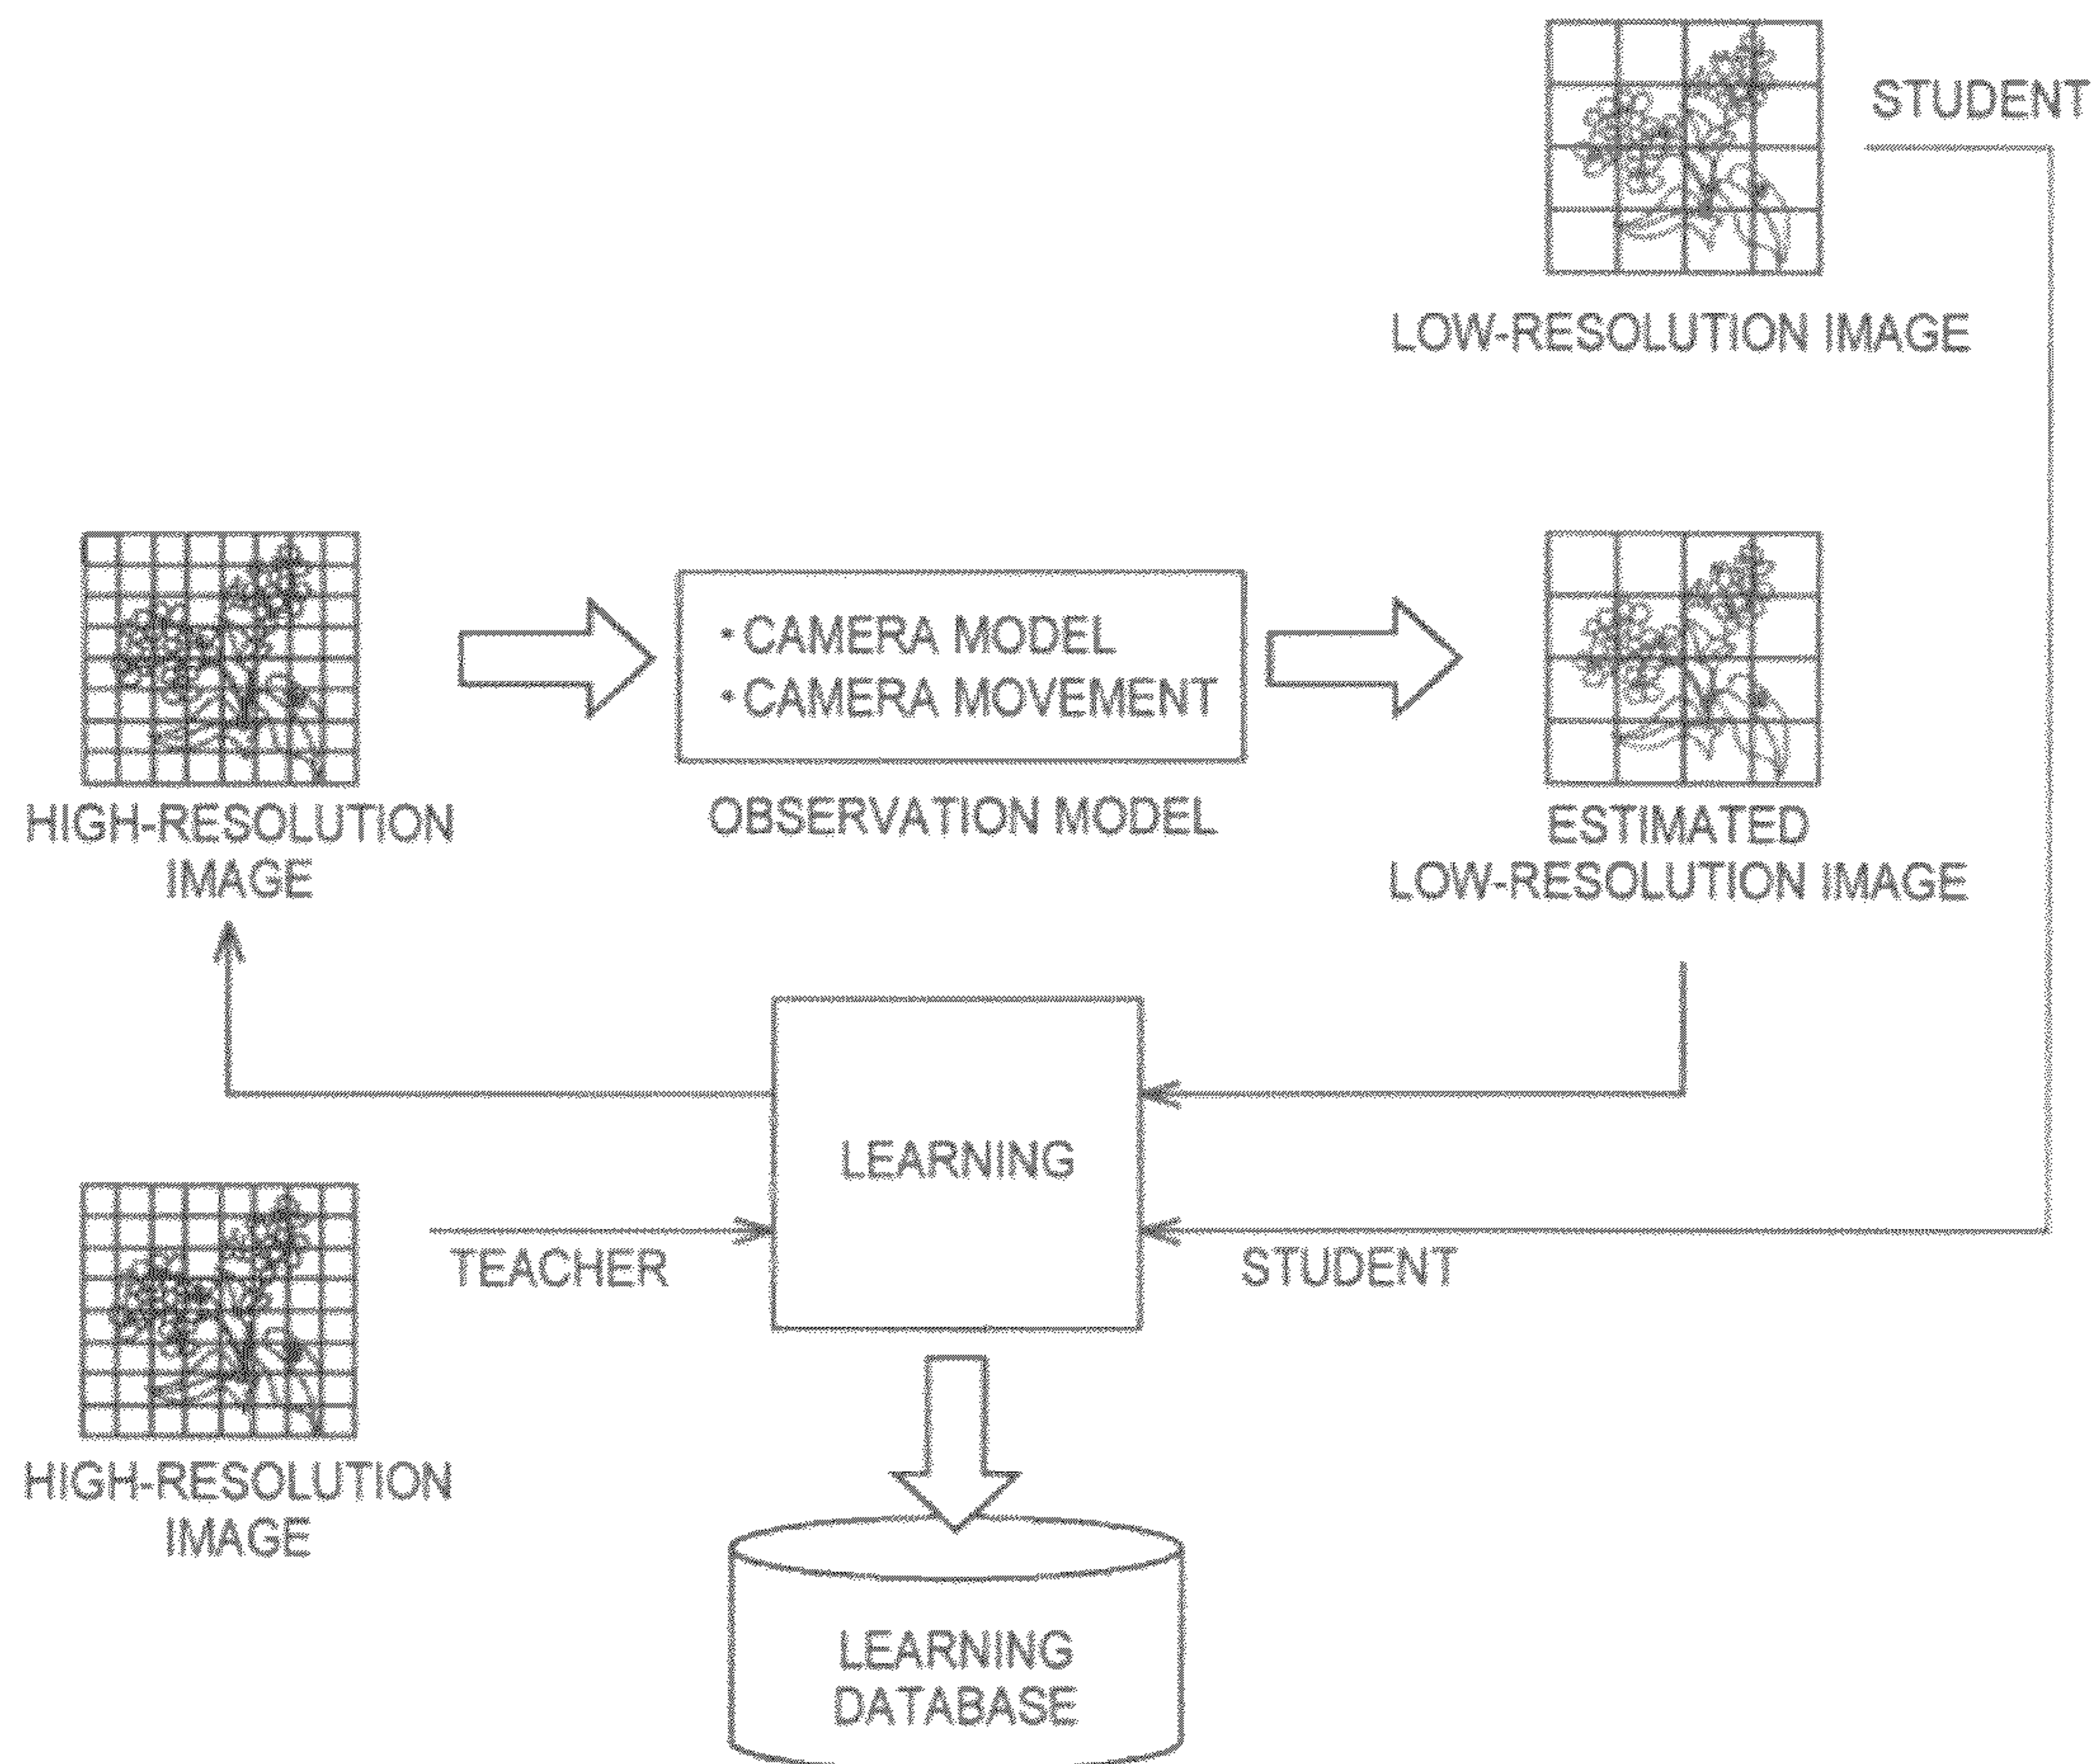 STUDENT
LOW-RESOLUTION IMAGE
・CAMERA MODEL
・CAMERA MOVEMENT
HIGH-RESOLUTION
IMAGE
OBSERVATION MODEL
ESTIMATED
LOW-RESOLUTION IMAGE
LEARNING
TEACHER
STUDENT
HIGH-RESOLUTION
IMAGE
LEARNING
DATABASE